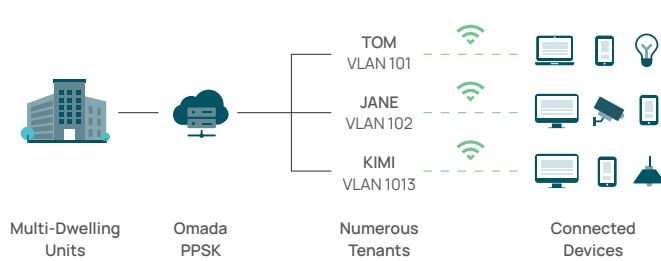 TOM
VLAN 101
JANE
VLAN 102
KIMI
VLAN 1013
Multi-Dwelling
Units
Omada
PPSK
Numerous
Tenants
Connected
Devices